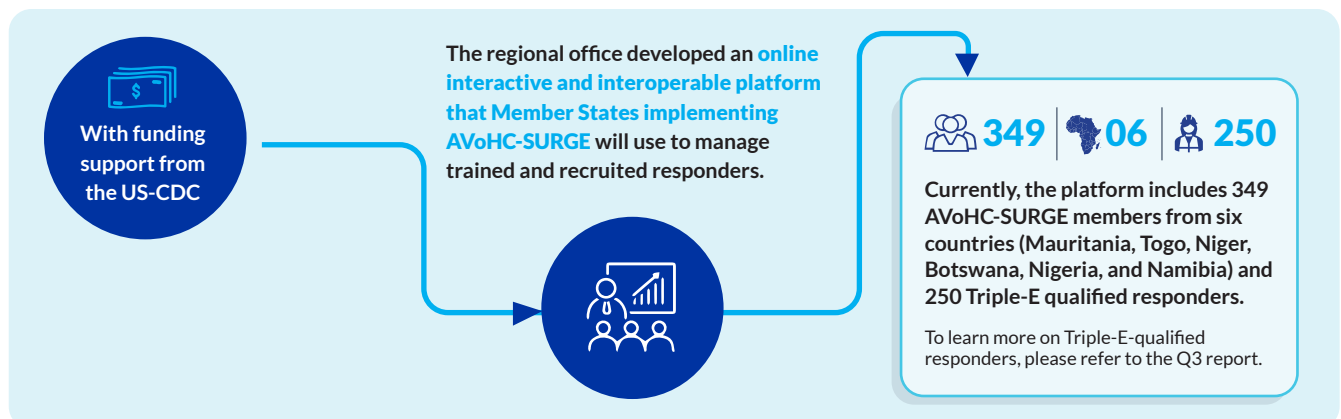 $
With funding
support from
the US-CDC
The regional office developed an online
interactive and interoperable platform
that Member States implementing
AVoHC-SURGE will use to manage
trained and recruited responders.
349 06 250
Currently, the platform includes 349
AVoHC-SURGE members from six
countries (Mauritania, Togo, Niger,
Botswana, Nigeria, and Namibia) and
250 Triple-E qualified responders.
To learn more on Triple-E-qualified
responders, please refer to the Q3 report.